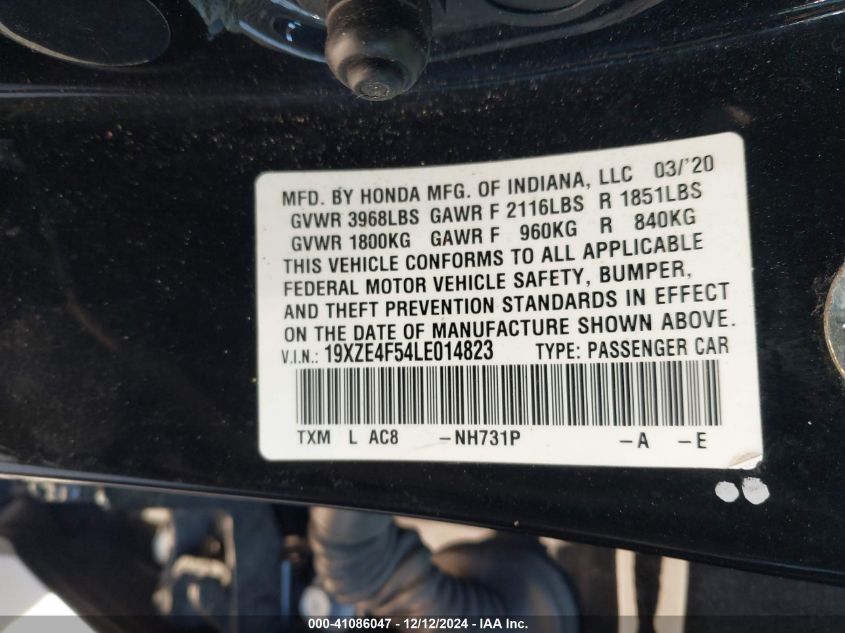 MFD. BY HONDA MFG. OF INDIANA, LLC 03/'20
GVWR 3968LBS GAWR F 2116LBS R 1851LBS
GVWR 1800KG GAWR F 960KG R 840KG
THIS VEHICLE CONFORMS TO ALL APPLICABLE
FEDERAL MOTOR VEHICLE SAFETY, BUMPER,
AND THEFT PREVENTION STANDARDS IN EFFECT
ON THE DATE OF MANUFACTURE SHOWN ABOVE.
V.I.N.: 19XZE4F54LE014823 TYPE: PASSENGER CAR
TXM L AC8 -NH731P -A -E
000-41086047 - 12/12/2024 - IAA Inc.